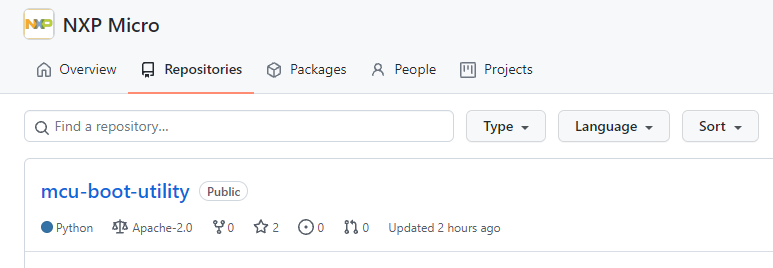 NXP
NXP Micro
Overview Repositories Packages People Projects
Find a repository... Type Language Sort
mcu-boot-utility Public
Python Apache-2.0 0 2 0 0 Updated 2 hours ago